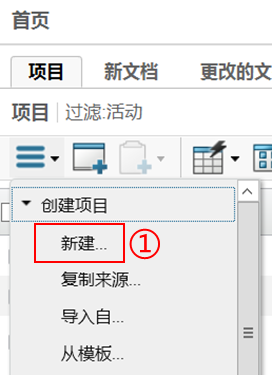 首页
项目 新文档 更改的文
项目 过滤:活动
创建项目
新建... ①
复制来源...
导入自...
从模板...